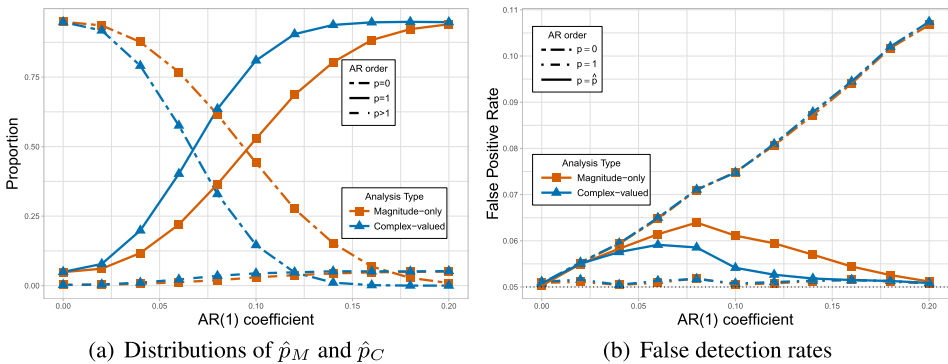 0.75
0.50
0.25
0.00
Proportion
AR order
p=0
p=1
p>1
Analysis Type
Magnitude−only
Complex−valued
0.00 0.05 0.10 0.15 0.20
AR(1) coefficient
(a) Distributions of p̂_M and p̂_C
0.11
0.10
0.09
0.08
0.07
0.06
0.05
False Positive Rate
AR order
p = 0
p = 1
p = p̂
Analysis Type
Magnitude−only
Complex−valued
0.00 0.05 0.10 0.15 0.20
AR(1) coefficient
(b) False detection rates